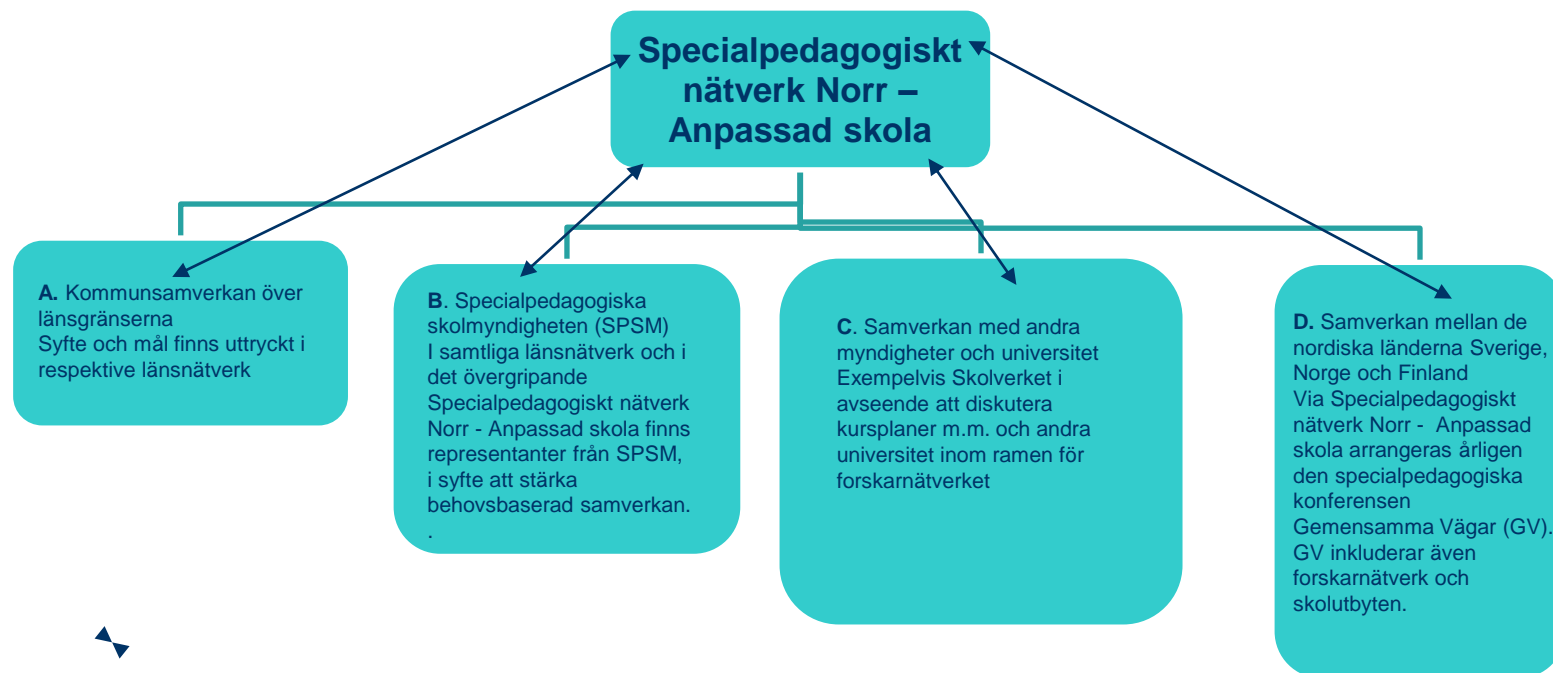 Specialpedagogiskt
nätverk Norr –
Anpassad skola
A. Kommunsamverkan över
länsgränserna
Syfte och mål finns uttryckt i
respektive länsnätverk
B. Specialpedagogiska
skolmyndigheten (SPSM)
I samtliga länsnätverk och i
det övergripande
Specialpedagogiskt nätverk
Norr - Anpassad skola finns
representanter från SPSM,
i syfte att stärka
behovsbaserad samverkan.
.
C. Samverkan med andra
myndigheter och universitet
Exempelvis Skolverket i
avseende att diskutera
kursplaner m.m. och andra
universitet inom ramen för
forskarnätverket
D. Samverkan mellan de
nordiska länderna Sverige,
Norge och Finland
Via Specialpedagogiskt
nätverk Norr - Anpassad
skola arrangeras årligen
den specialpedagogiska
konferensen
Gemensamma Vägar (GV).
GV inkluderar även
forskarnätverk och
skolutbyten.